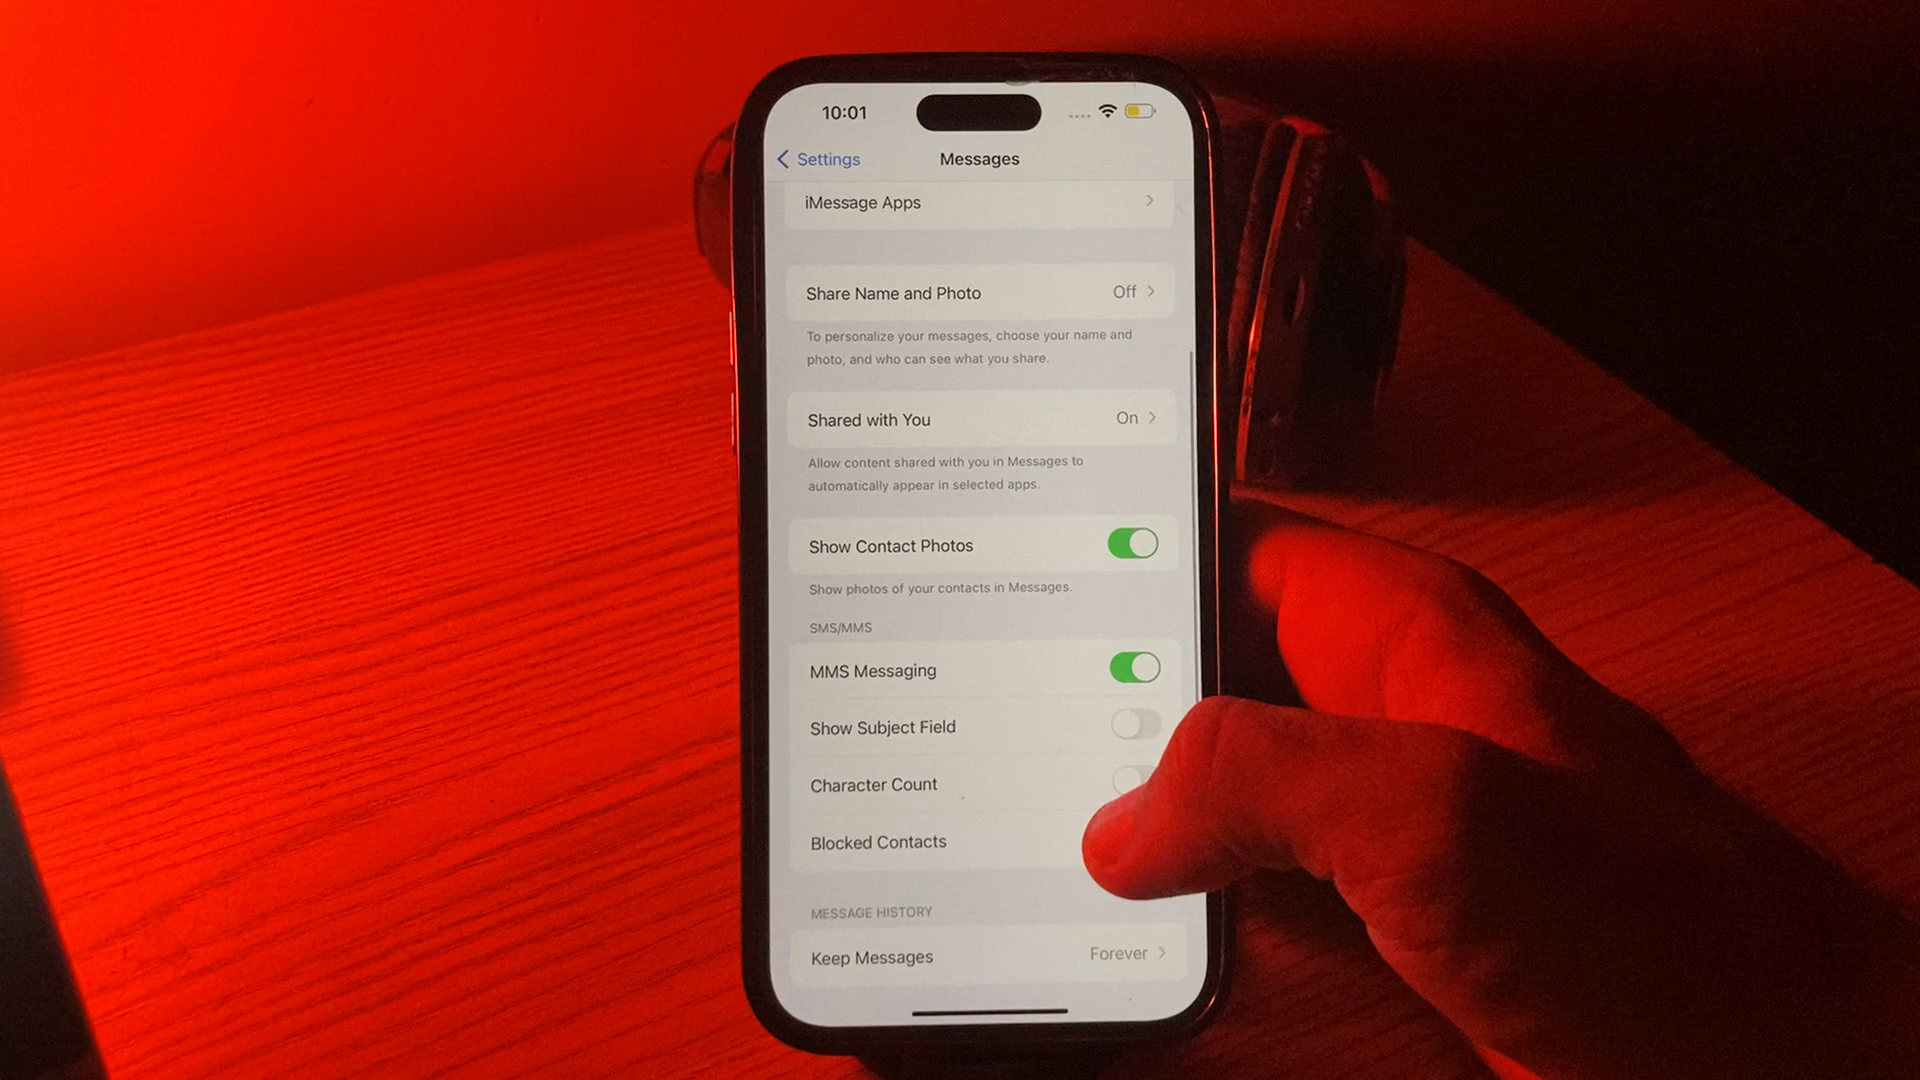 10:01
Settings
Messages
iMessage Apps
Share Name and Photo
Off
To personalize your messages, choose your name and
photo, and who can see what you share.
Shared with You
On
Allow content shared with you in Messages to
automatically appear in selected apps.
Show Contact Photos
Show photos of your contacts in Messages.
SMS/MMS
MMS Messaging
Show Subject Field
Character Count
Blocked Contacts
MESSAGE HISTORY
Keep Messages
Forever